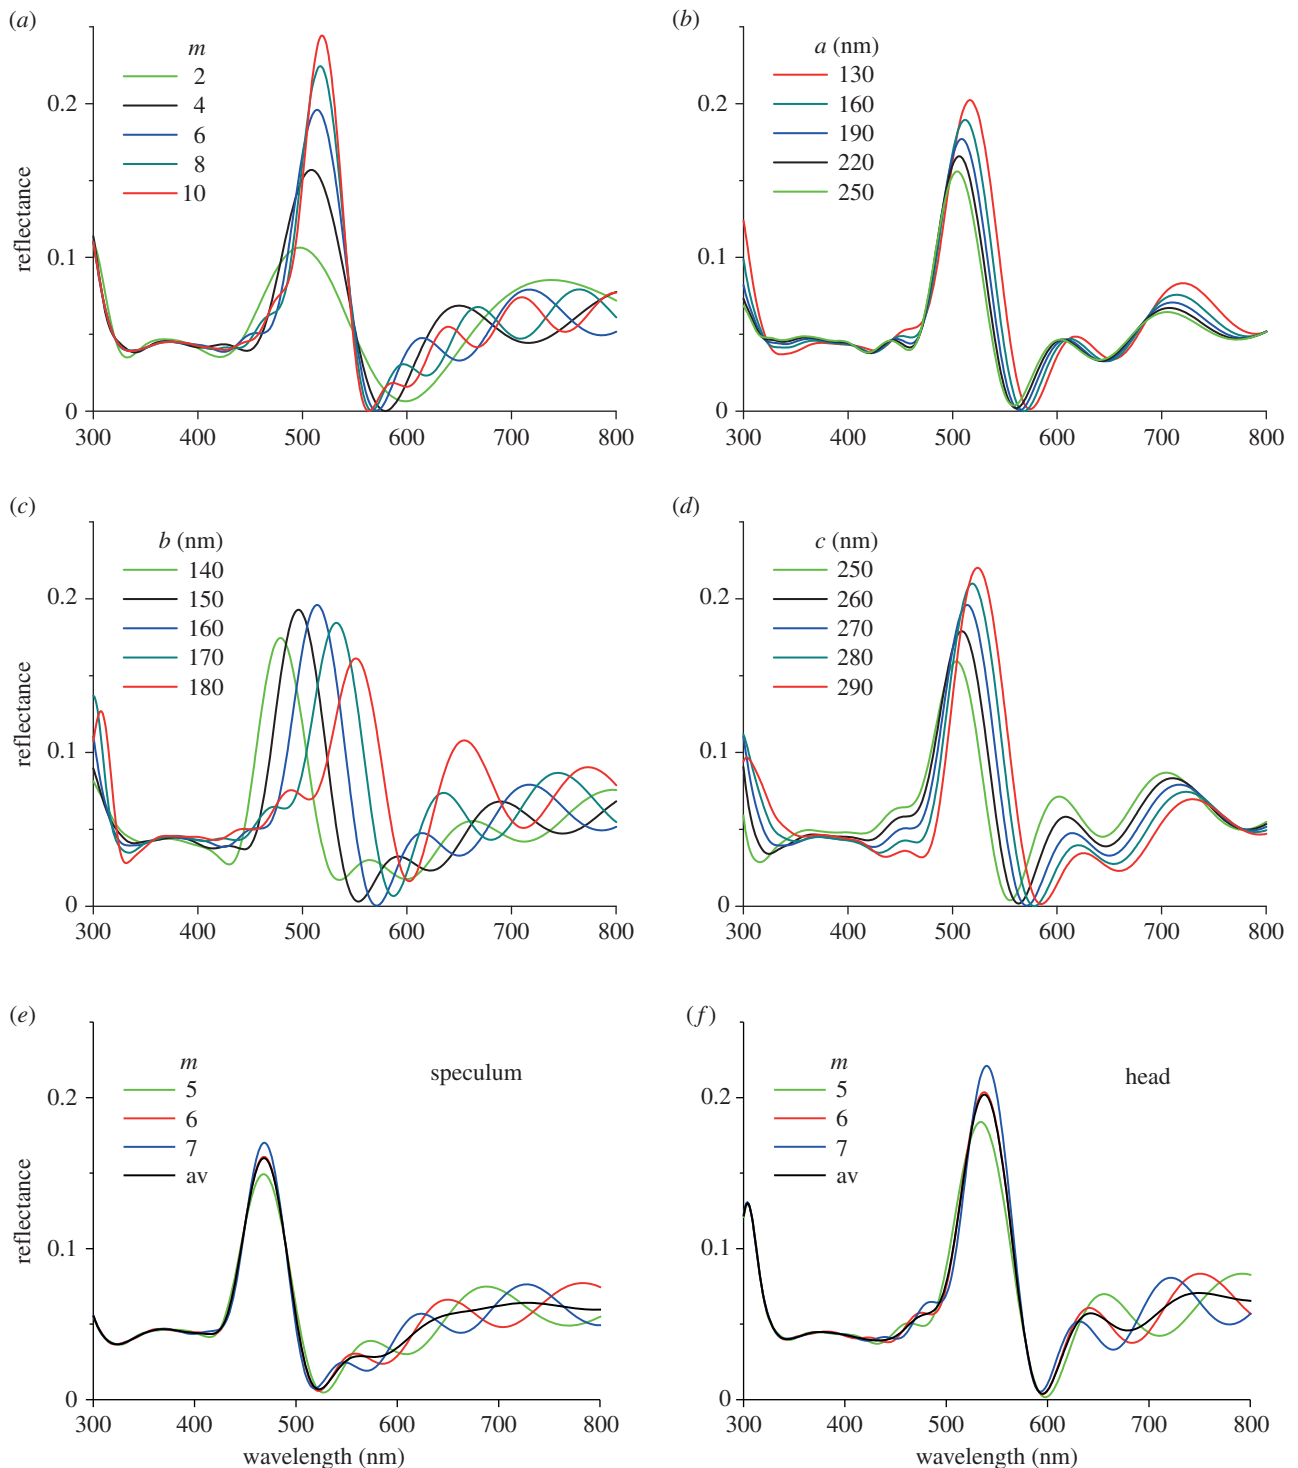 (a)
m
2
4
6
8
10
reflectance
0.2
0.1
0
300 400 500 600 700 800
(b)
a (nm)
130
160
190
220
250
0.2
0.1
0
300 400 500 600 700 800
(c)
b (nm)
140
150
160
170
180
reflectance
0.2
0.1
0
300 400 500 600 700 800
(d)
c (nm)
250
260
270
280
290
0.2
0.1
0
300 400 500 600 700 800
(e)
m
5
6
7
av
speculum
reflectance
0.2
0.1
0
300 400 500 600 700 800
wavelength (nm)
(f)
m
5
6
7
av
head
0.2
0.1
0
300 400 500 600 700 800
wavelength (nm)